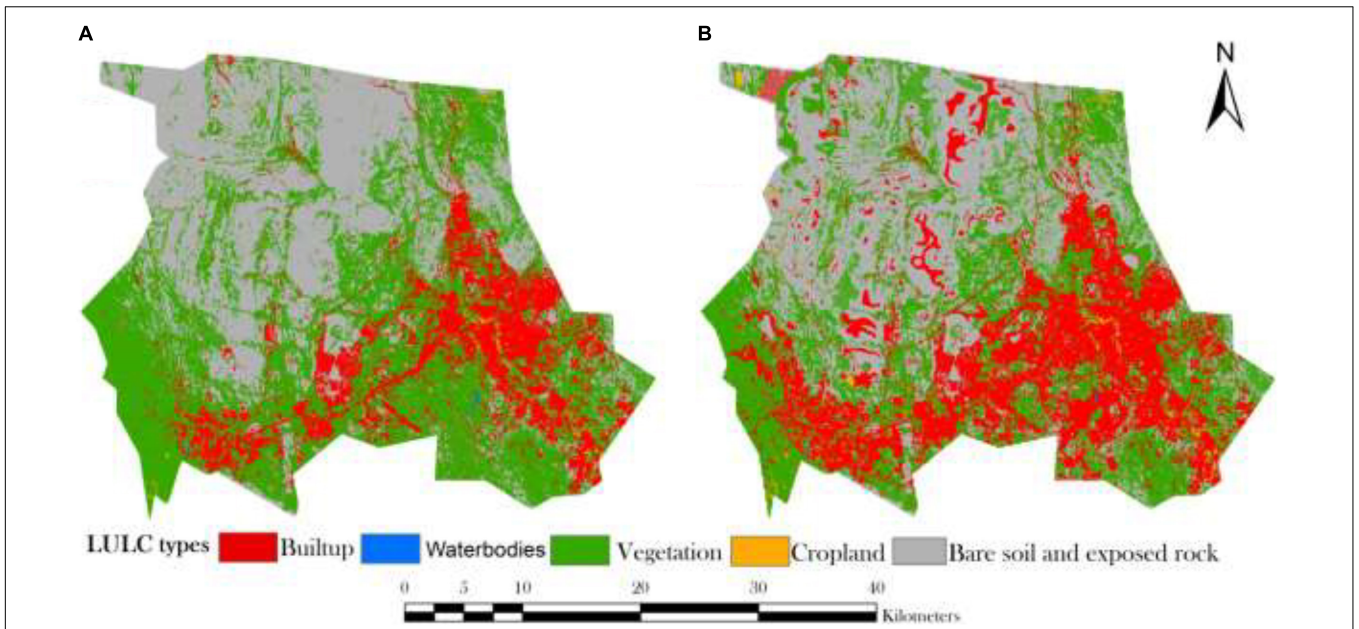 A B
N
LULC types Builtup Waterbodies Vegetation Cropland Bare soil and exposed rock
0 5 10 20 30 40
Kilometers